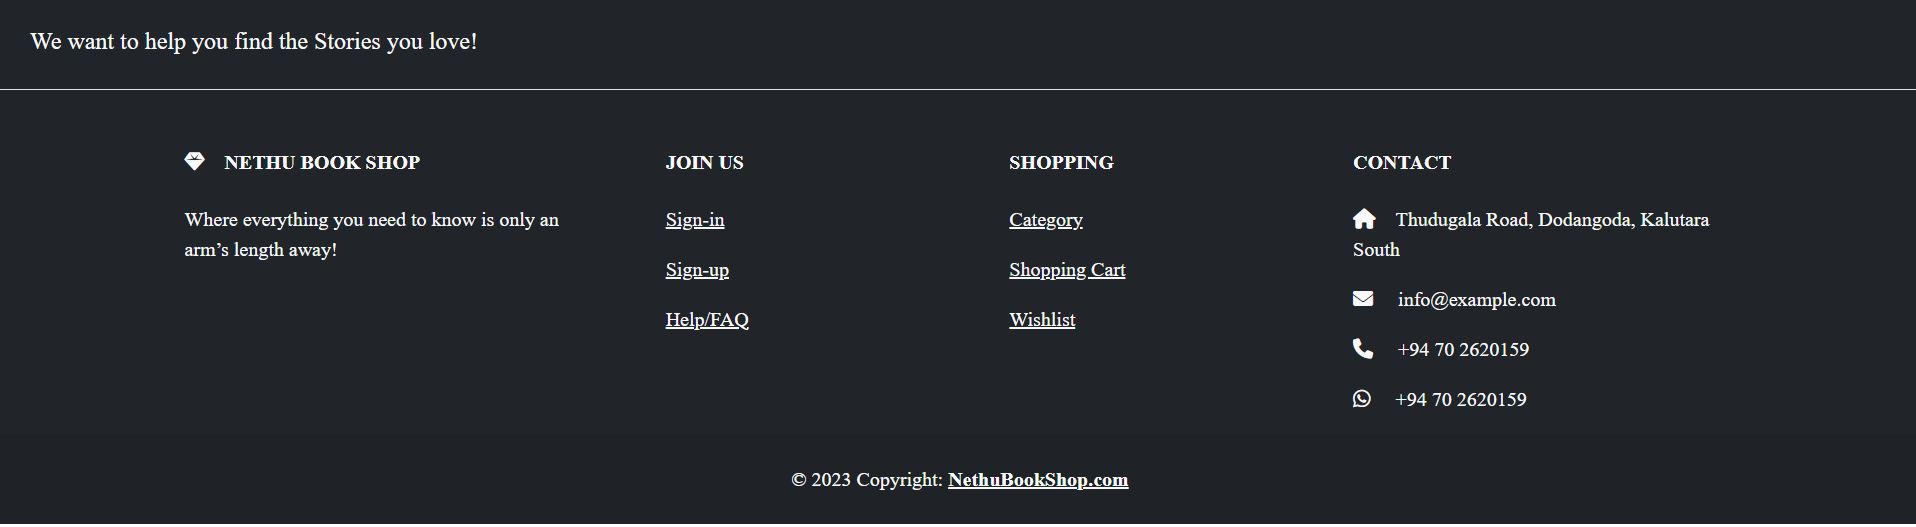 We want to help you find the Stories you love!
NETHU BOOK SHOP
Where everything you need to know is only an
arm’s length away!
JOIN US
Sign-in
Sign-up
Help/FAQ
SHOPPING
Category
Shopping Cart
Wishlist
CONTACT
Thudugala Road, Dodangoda, Kalutara
South
info@example.com
+94 70 2620159
+94 70 2620159
© 2023 Copyright: NethuBookShop.com